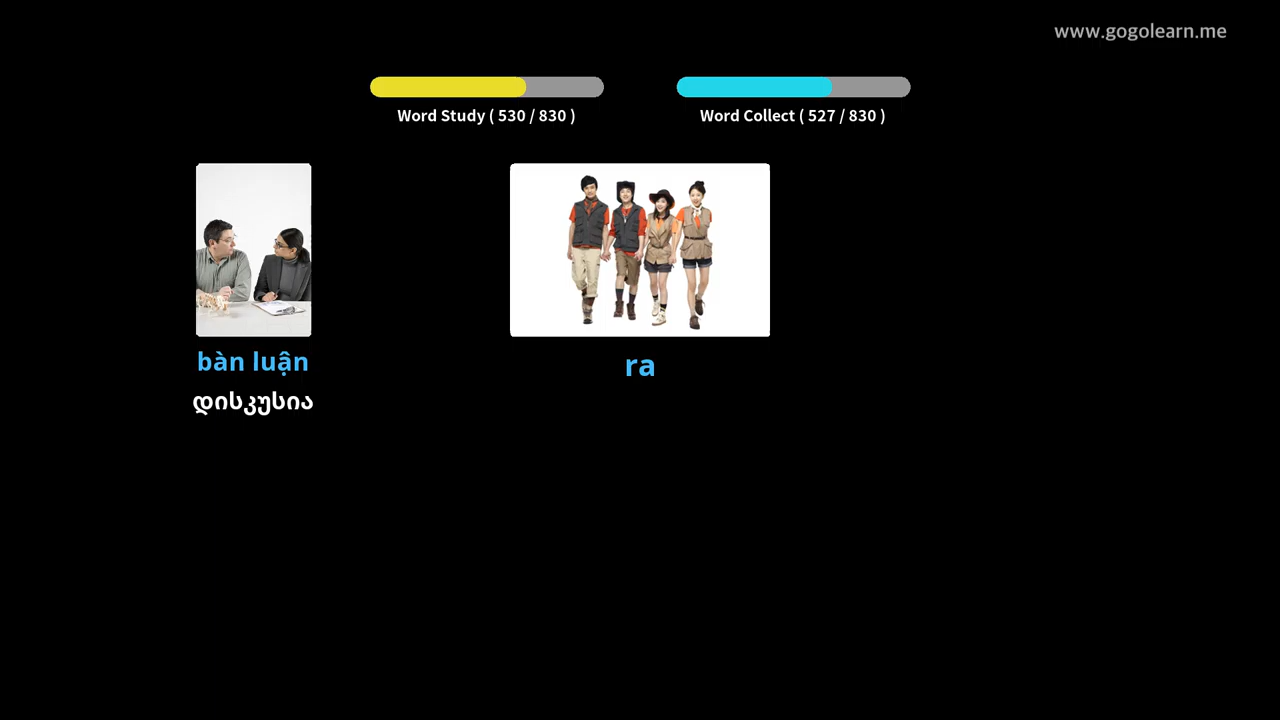 www.gogolearn.me
Word Study ( 530 / 830 )
Word Collect ( 527 / 830 )
bàn luận
დისკუსია
ra